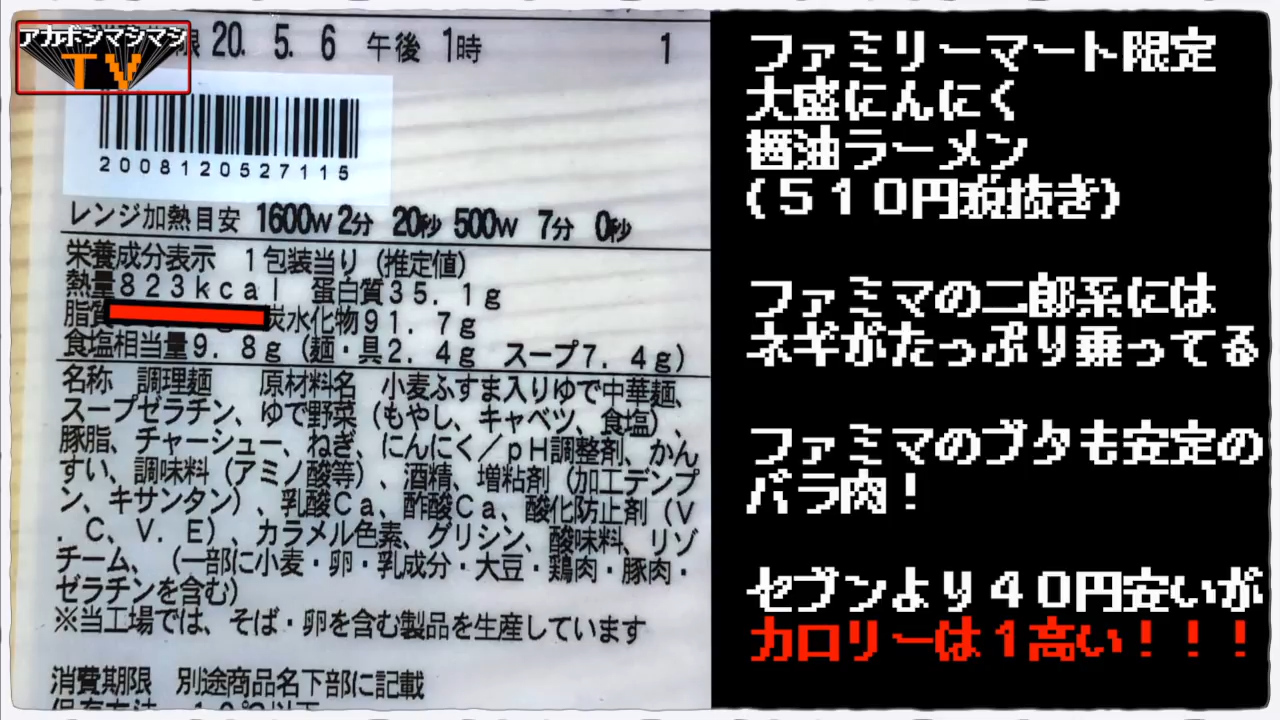 アカボシマシマシ
TV
限 20. 5. 6 午後 1時 1
2008120527115
レンジ加熱目安 1600W 2分 20秒 500W 7分 0秒
栄養成分表示 1包装当り (推定値)
熱量823kcal 蛋白質35.1g
脂質 炭水化物91.7g
食塩相当量9.8g (麺・具2.4g スープ7.4g)
名称 調理麺 原材料名 小麦ふすま入りゆで中華麺、
スープゼラチン、ゆで野菜 (もやし、キャベツ、食塩)、
豚脂、チャーシュー、ねぎ、にんにく/pH調整剤、かん
すい、調味料 (アミノ酸等)、酒精、増粘剤 (加工デンプ
ン、キサンタン)、乳酸Ca、酢酸Ca、酸化防止剤 (V
.C、V.E)、カラメル色素、グリシン、酸味料、リゾ
チーム、(一部に小麦・卵・乳成分・大豆・鶏肉・豚肉・
ゼラチンを含む)
※当工場では、そば・卵を含む製品を生産しています
消費期限 別途商品名下部に記載
ファミリーマート限定
大盛にんにく
醤油ラーメン
(510円税抜き)
ファミマの二郎系には
ネギがたっぷり乗ってる
ファミマのブタも安定の
バラ肉!
セブンより40円安いが
カロリーは1高い!!!